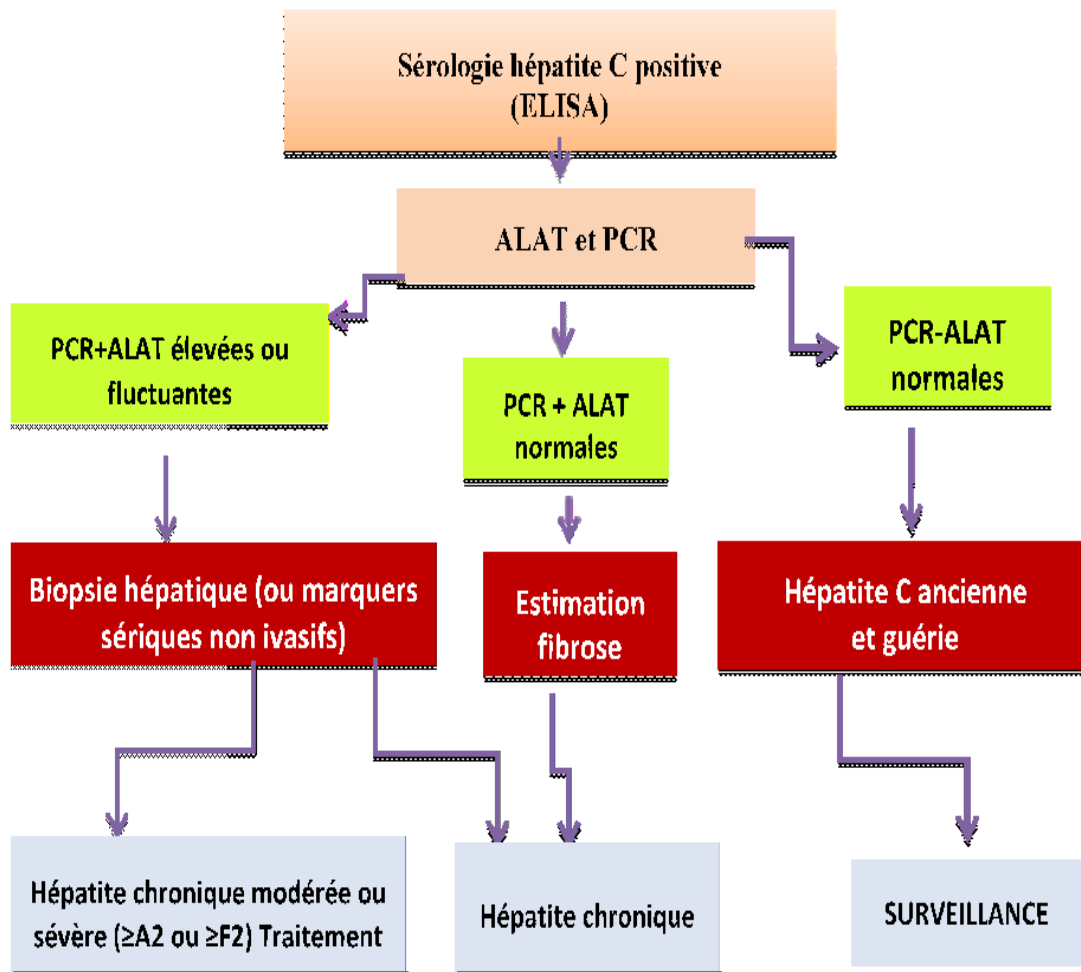 Sérologie hépatite C positive
(ELISA)
ALAT et PCR
PCR+ALAT élevées ou
fluctuantes
PCR + ALAT
normales
PCR-ALAT
normales
Biopsie hépatique (ou marquers
sériques non ivasifs)
Estimation
fibrose
Hépatite C ancienne
et guérie
Hépatite chronique modérée ou
sévère (≥A2 ou ≥F2) Traitement
Hépatite chronique
SURVEILLANCE